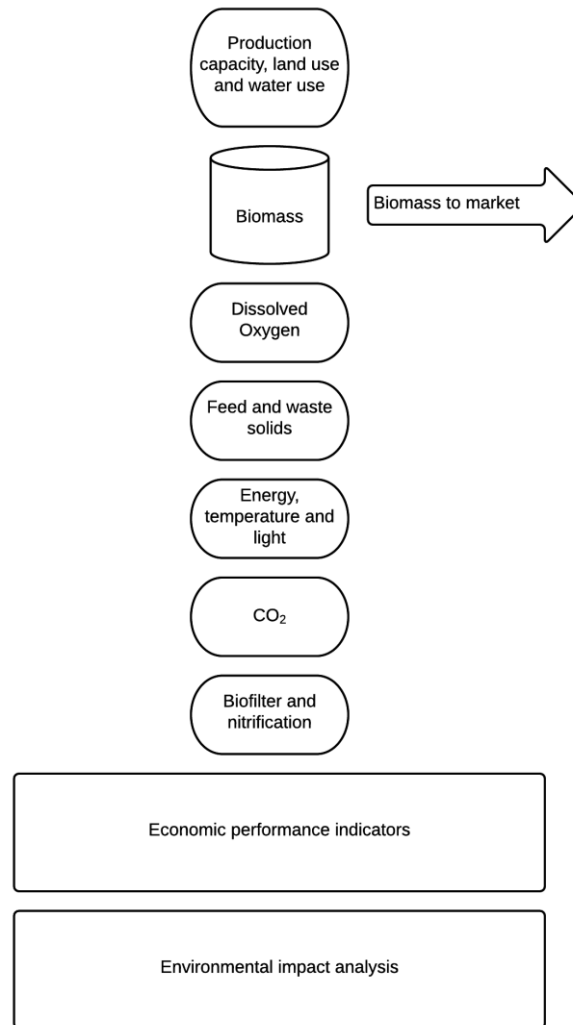 Production
capacity, land use
and water use
Biomass
Biomass to market
Dissolved
Oxygen
Feed and waste
solids
Energy,
temperature and
light
CO₂
Biofilter and
nitrification
Economic performance indicators
Environmental impact analysis